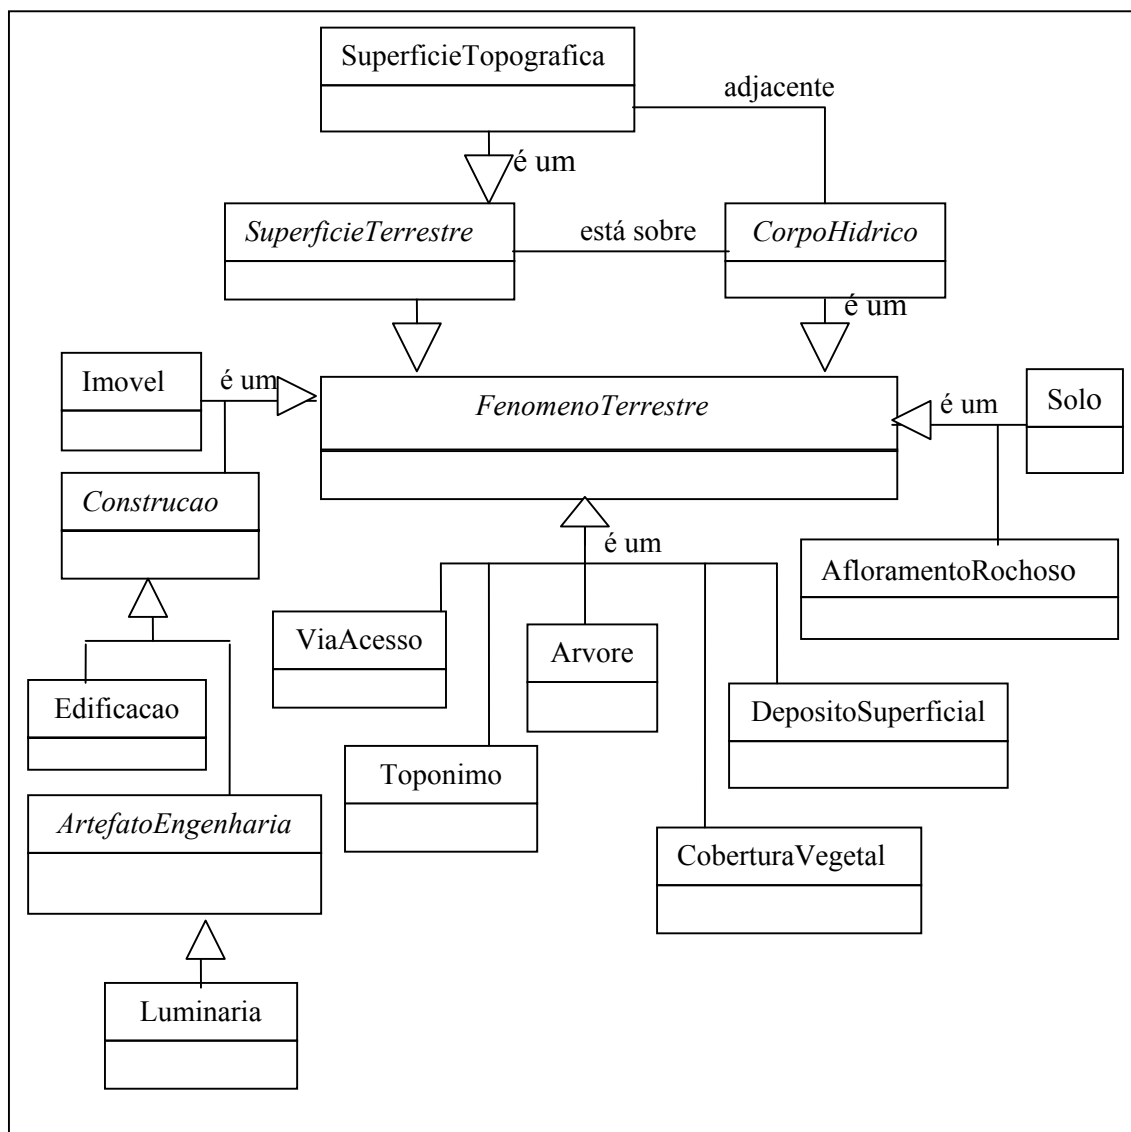 SuperficieTopografica
adjacente
é um
SuperficieTerrestre
está sobre
CorpoHidrico
é um
Imovel
é um
FenomenoTerrestre
é um
Solo
Construcao
é um
AfloramentoRochoso
ViaAcesso
Arvore
Edificacao
DepositoSuperficial
Toponimo
ArtefatoEngenharia
CoberturaVegetal
Luminaria